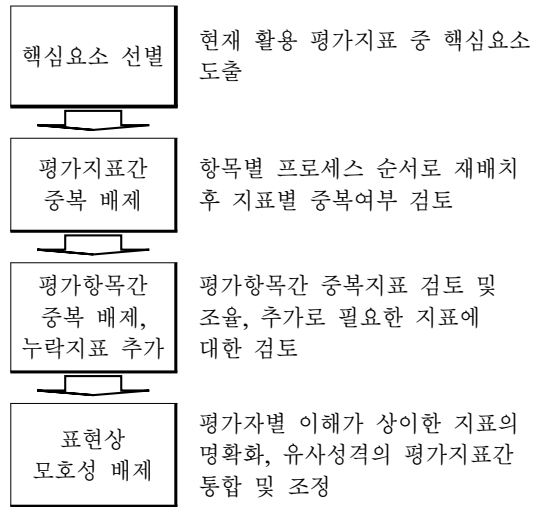 핵심요소 선별
현재 활용 평가지표 중 핵심요소
도출
평가지표간
중복 배제
항목별 프로세스 순서로 재배치
후 지표별 중복여부 검토
평가항목간
중복 배제,
누락지표 추가
평가항목간 중복지표 검토 및
조율, 추가로 필요한 지표에
대한 검토
표현상
모호성 배제
평가자별 이해가 상이한 지표의
명확화, 유사성격의 평가지표간
통합 및 조정